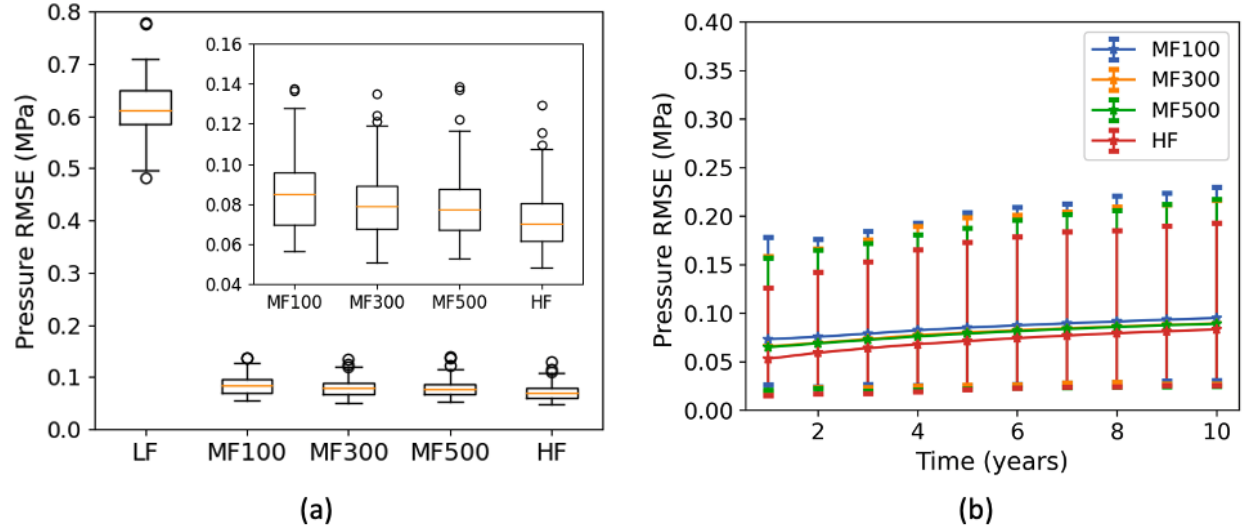 Pressure RMSE (MPa)
0.8
0.7
0.6
0.5
0.4
0.3
0.2
0.1
0.0
LF MF100 MF300 MF500 HF
0.16
0.14
0.12
0.10
0.08
0.06
0.04
MF100 MF300 MF500 HF
(a)
Pressure RMSE (MPa)
0.40
0.35
0.30
0.25
0.20
0.15
0.10
0.05
0.00
MF100
MF300
MF500
HF
2 4 6 8 10
Time (years)
(b)